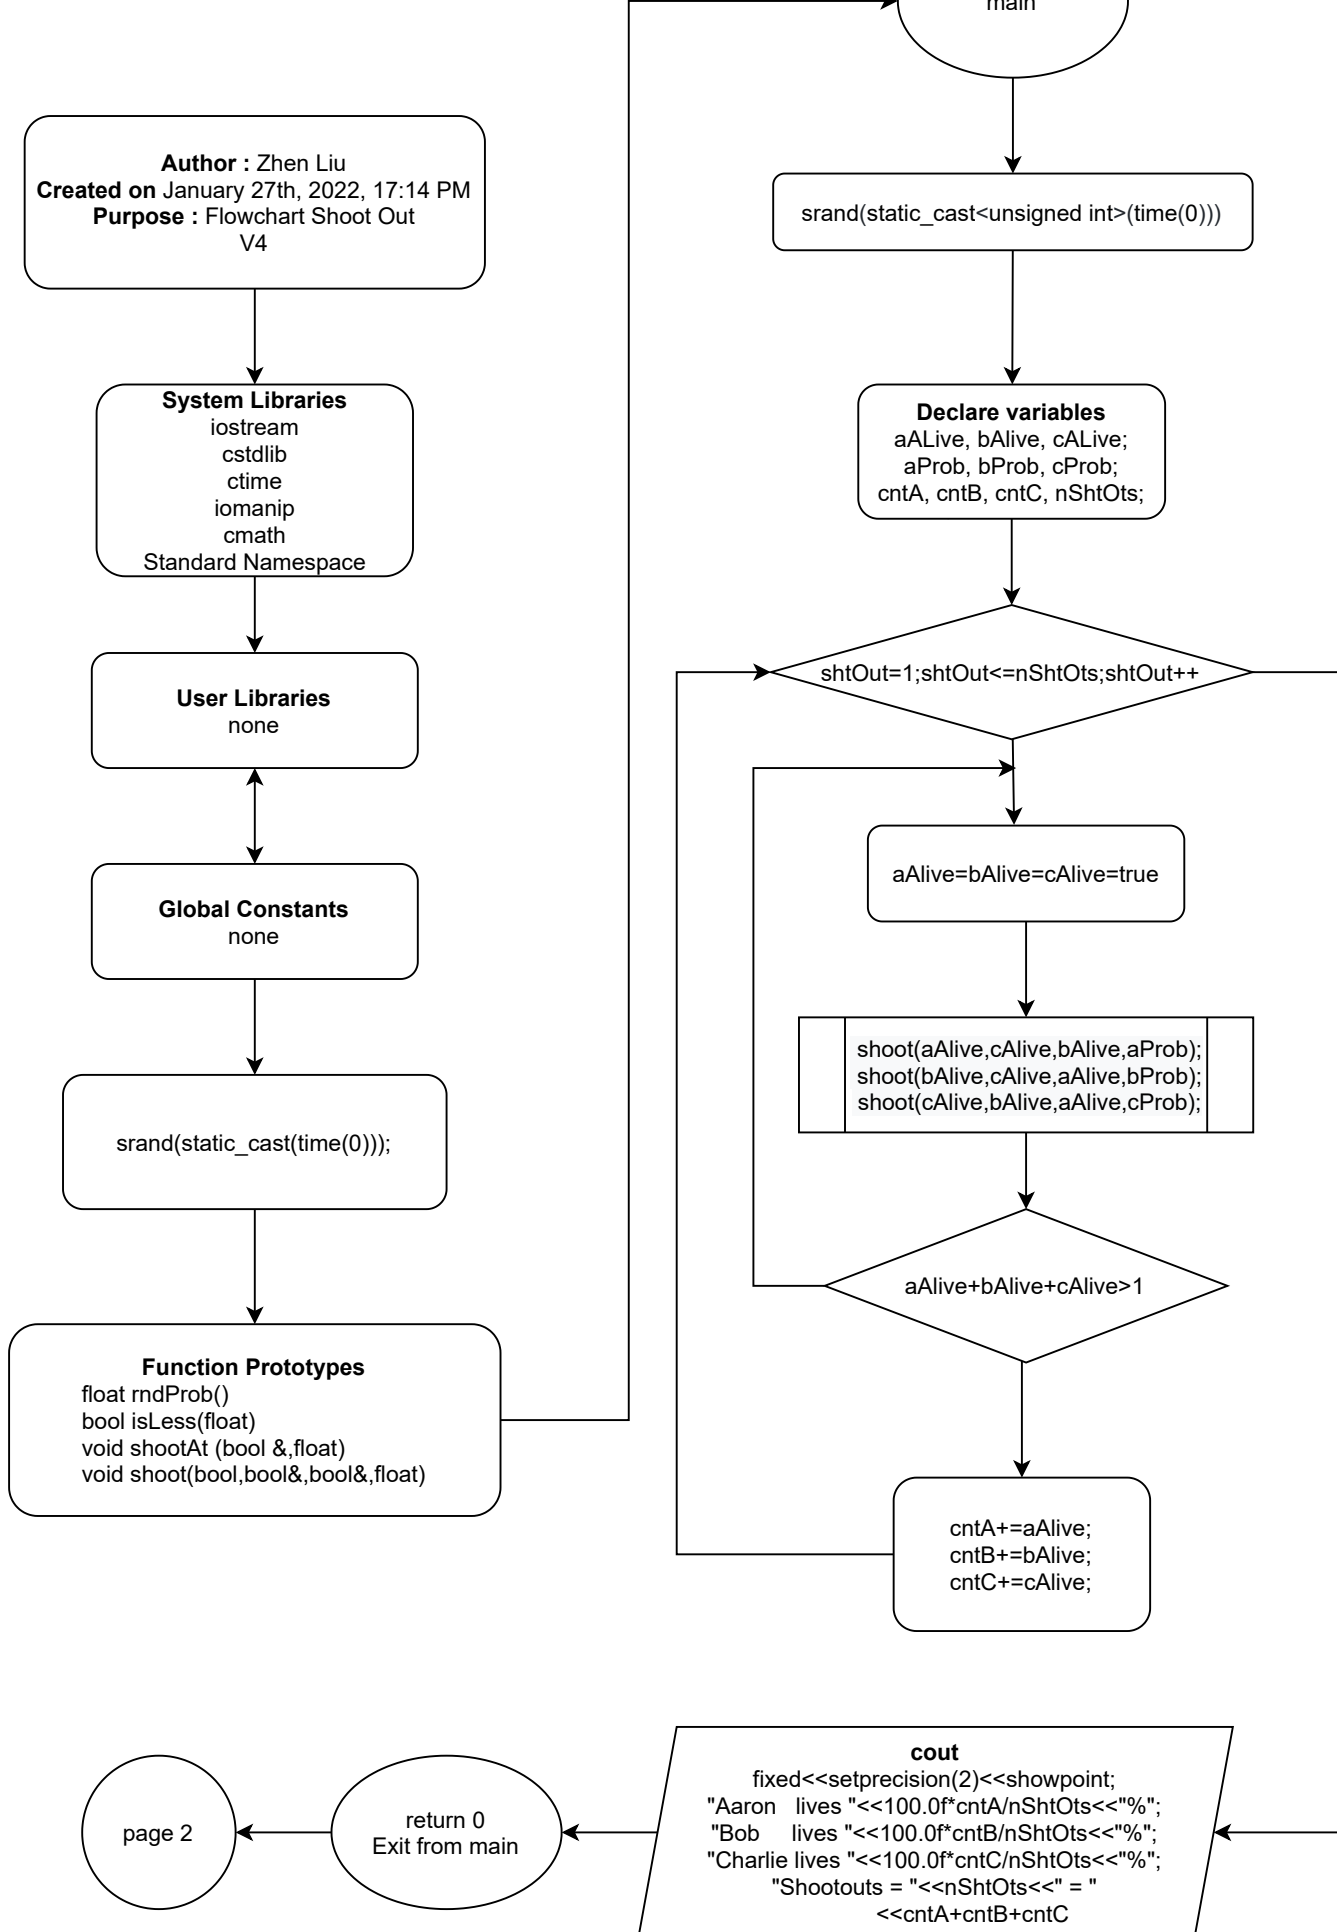 Author : Zhen Liu
Created on January 27th, 2022, 17:14 PM
Purpose : Flowchart Shoot Out
V4
System Libraries
iostream
cstdlib
ctime
iomanip
cmath
Standard Namespace
User Libraries
none
Global Constants
none
srand(static_cast(time(0)));
Function Prototypes
float rndProb()
bool isLess(float)
void shootAt (bool &,float)
void shoot(bool,bool&,bool&,float)
main
srand(static_cast<unsigned int>(time(0)))
Declare variables
aALive, bAlive, cALive;
aProb, bProb, cProb;
cntA, cntB, cntC, nShtOts;
shtOut=1;shtOut<=nShtOts;shtOut++
aAlive=bAlive=cAlive=true
shoot(aAlive,cAlive,bAlive,aProb);
shoot(bAlive,cAlive,aAlive,bProb);
shoot(cAlive,bAlive,aAlive,cProb);
aAlive+bAlive+cAlive>1
cntA+=aAlive;
cntB+=bAlive;
cntC+=cAlive;
cout
fixed<<setprecision(2)<<showpoint;
"Aaron   lives "<<100.0f*cntA/nShtOts<<"%";
"Bob     lives "<<100.0f*cntB/nShtOts<<"%";
"Charlie lives "<<100.0f*cntC/nShtOts<<"%";
"Shootouts = "<<nShtOts<<" = "
<<cntA+cntB+cntC
return 0
Exit from main
page 2